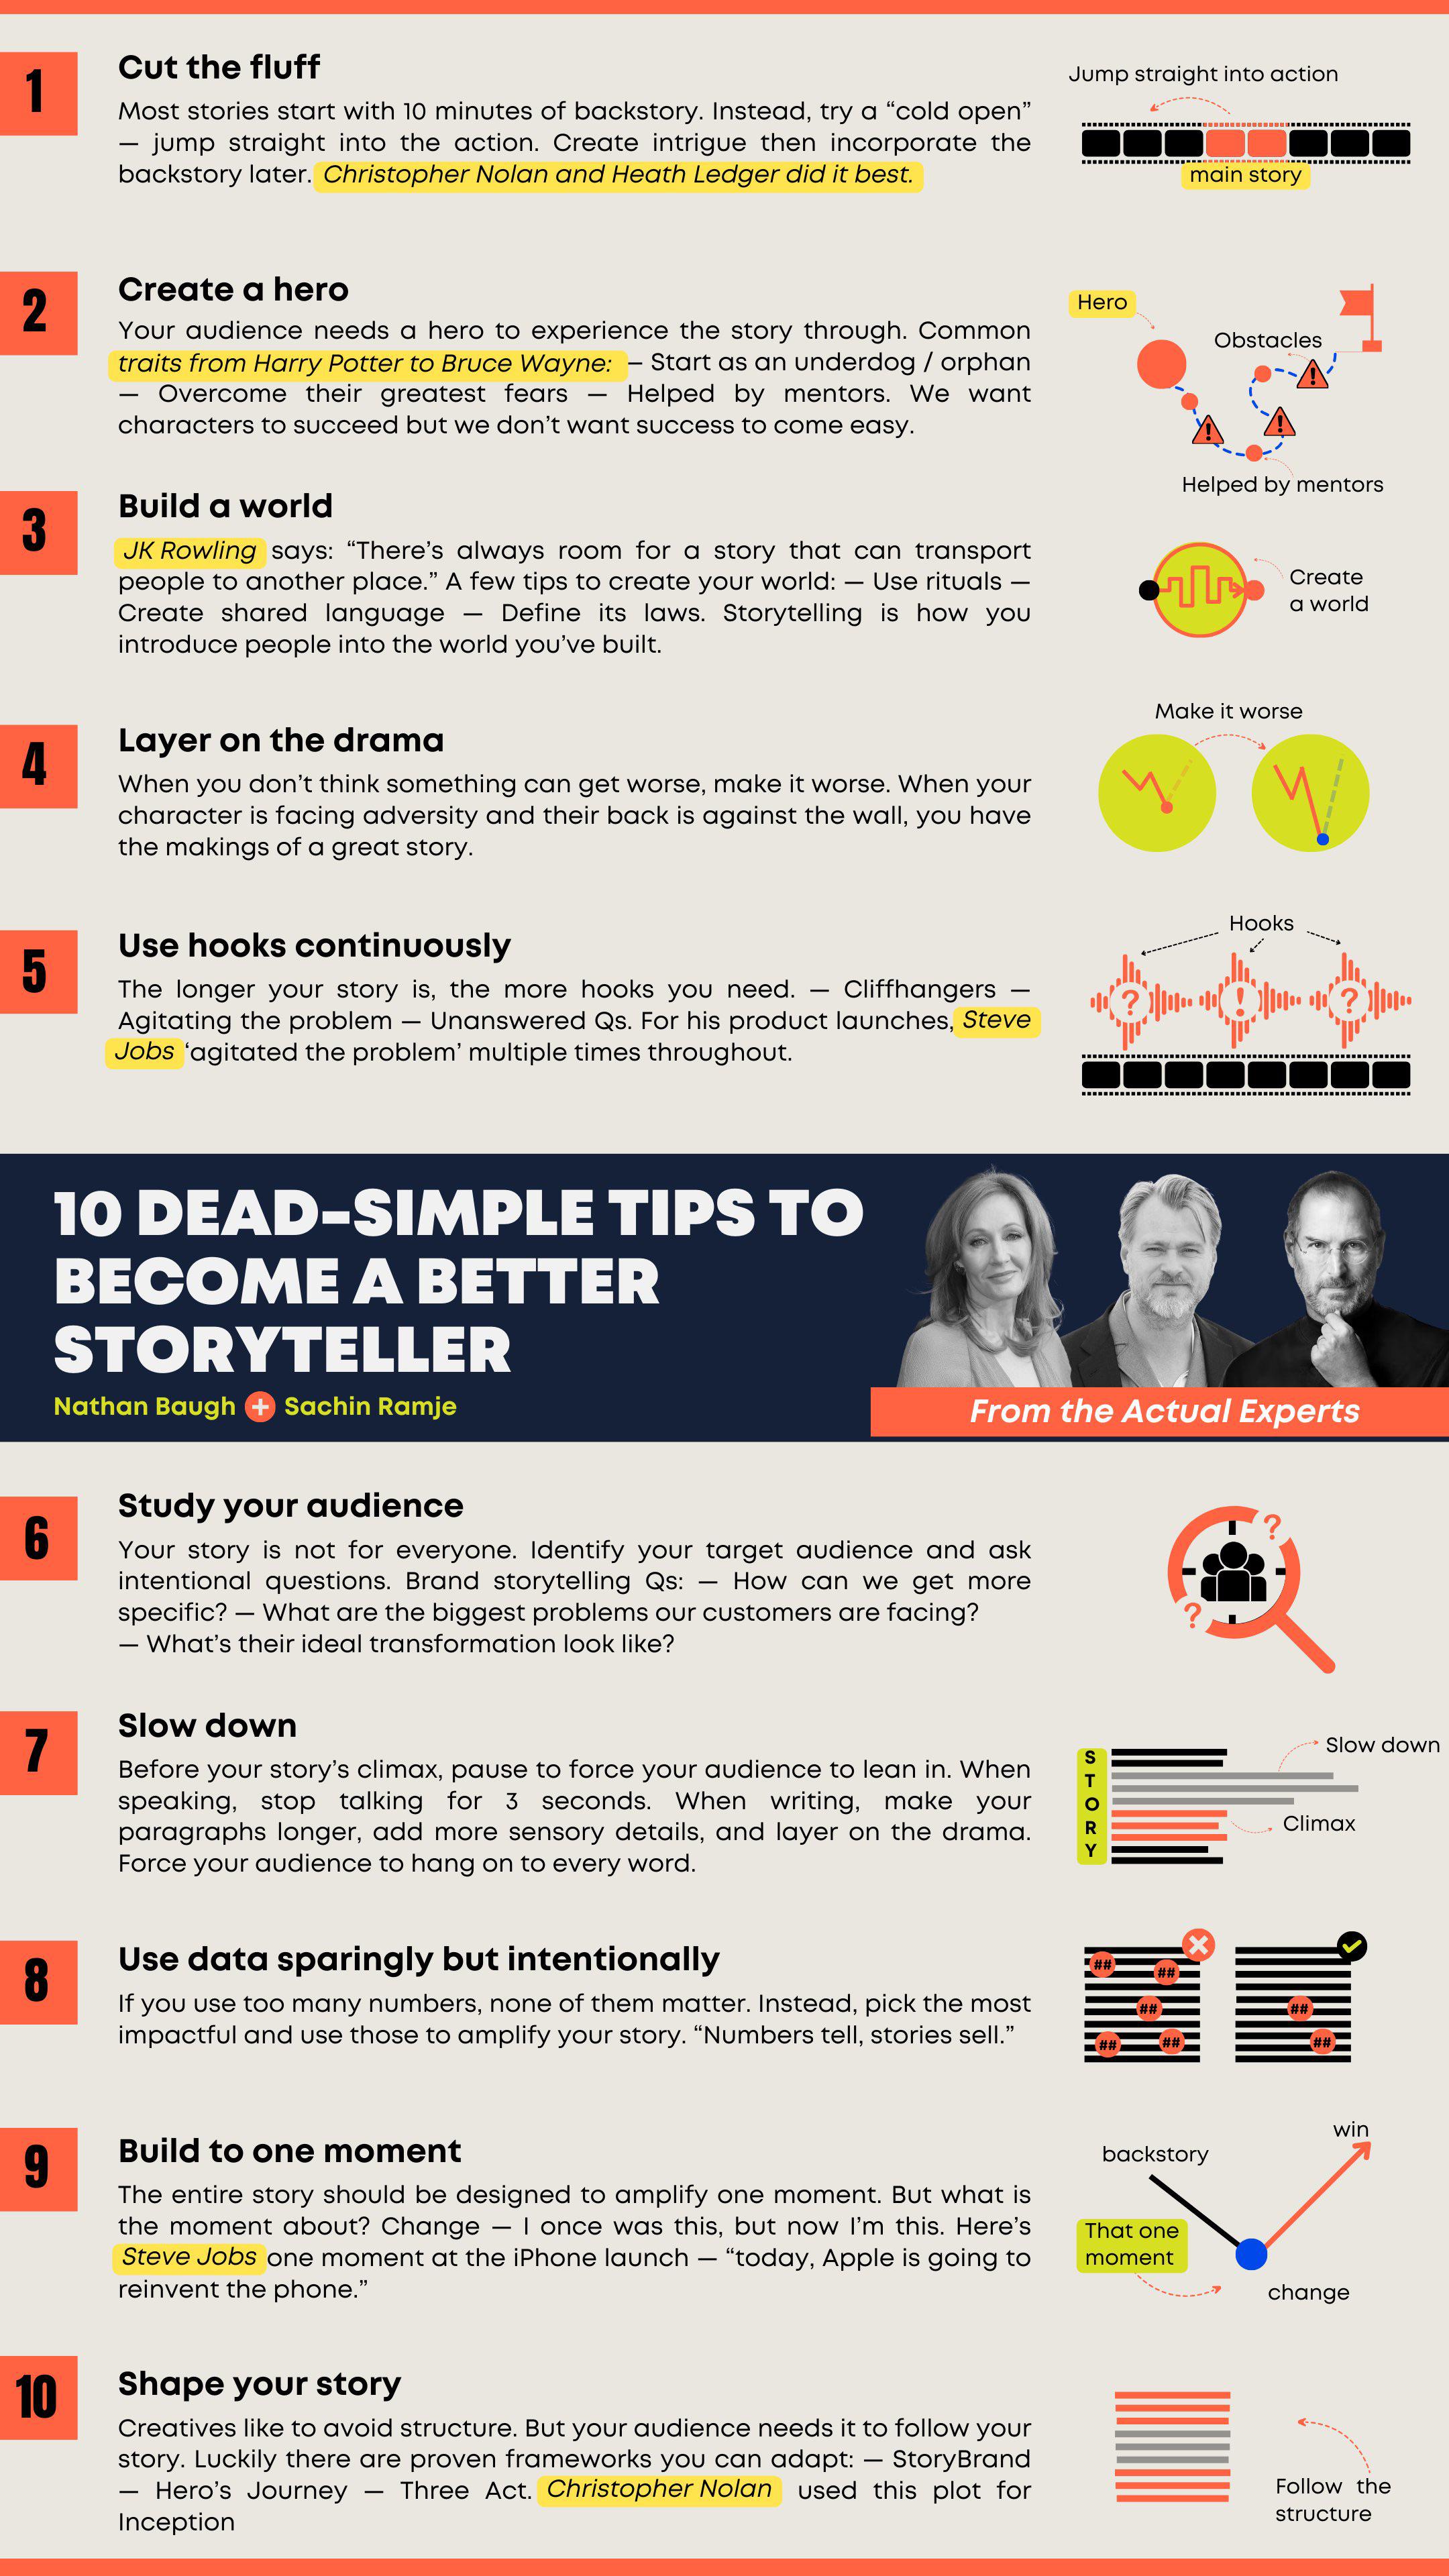 1
Cut the fluff
Most stories start with 10 minutes of backstory. Instead, try a “cold open”
— jump straight into the action. Create intrigue then incorporate the
backstory later. Christopher Nolan and Heath Ledger did it best.
Jump straight into action
main story
2
Create a hero
Your audience needs a hero to experience the story through. Common
traits from Harry Potter to Bruce Wayne: — Start as an underdog / orphan
— Overcome their greatest fears — Helped by mentors. We want
characters to succeed but we don’t want success to come easy.
Hero
Obstacles
Helped by mentors
3
Build a world
JK Rowling says: “There’s always room for a story that can transport
people to another place.” A few tips to create your world: — Use rituals —
Create shared language — Define its laws. Storytelling is how you
introduce people into the world you’ve built.
Create
a world
4
Layer on the drama
When you don’t think something can get worse, make it worse. When your
character is facing adversity and their back is against the wall, you have
the makings of a great story.
Make it worse
5
Use hooks continuously
The longer your story is, the more hooks you need. — Cliffhangers —
Agitating the problem — Unanswered Qs. For his product launches, Steve
Jobs ‘agitated the problem’ multiple times throughout.
Hooks
? ! ?
10 DEAD-SIMPLE TIPS TO
BECOME A BETTER
STORYTELLER
Nathan Baugh + Sachin Ramje
From the Actual Experts
6
Study your audience
Your story is not for everyone. Identify your target audience and ask
intentional questions. Brand storytelling Qs: — How can we get more
specific? — What are the biggest problems our customers are facing?
— What’s their ideal transformation look like?
?
?
7
Slow down
Before your story’s climax, pause to force your audience to lean in. When
speaking, stop talking for 3 seconds. When writing, make your
paragraphs longer, add more sensory details, and layer on the drama.
Force your audience to hang on to every word.
STORY
Slow down
Climax
8
Use data sparingly but intentionally
If you use too many numbers, none of them matter. Instead, pick the most
impactful and use those to amplify your story. “Numbers tell, stories sell.”
## ## ## ## ##
## ##
9
Build to one moment
The entire story should be designed to amplify one moment. But what is
the moment about? Change — I once was this, but now I’m this. Here’s
Steve Jobs one moment at the iPhone launch — “today, Apple is going to
reinvent the phone.”
win
backstory
That one
moment
change
10
Shape your story
Creatives like to avoid structure. But your audience needs it to follow your
story. Luckily there are proven frameworks you can adapt: — StoryBrand
— Hero’s Journey — Three Act. Christopher Nolan used this plot for
Inception
Follow the
structure